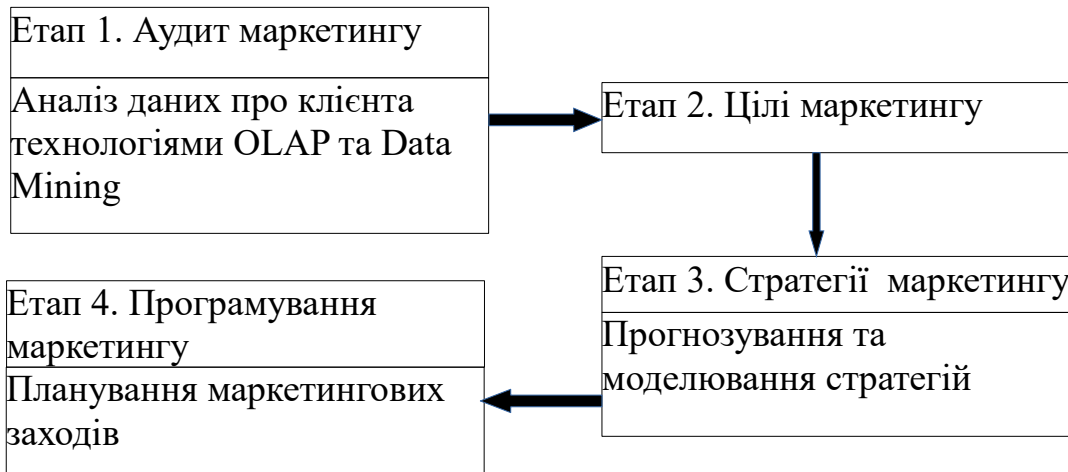 Етап 1. Аудит маркетингу
Аналіз даних про клієнта
технологіями OLAP та Data
Mining
Етап 2. Цілі маркетингу
Етап 3. Стратегії маркетингу
Прогнозування та
моделювання стратегій
Етап 4. Програмування
маркетингу
Планування маркетингових
заходів